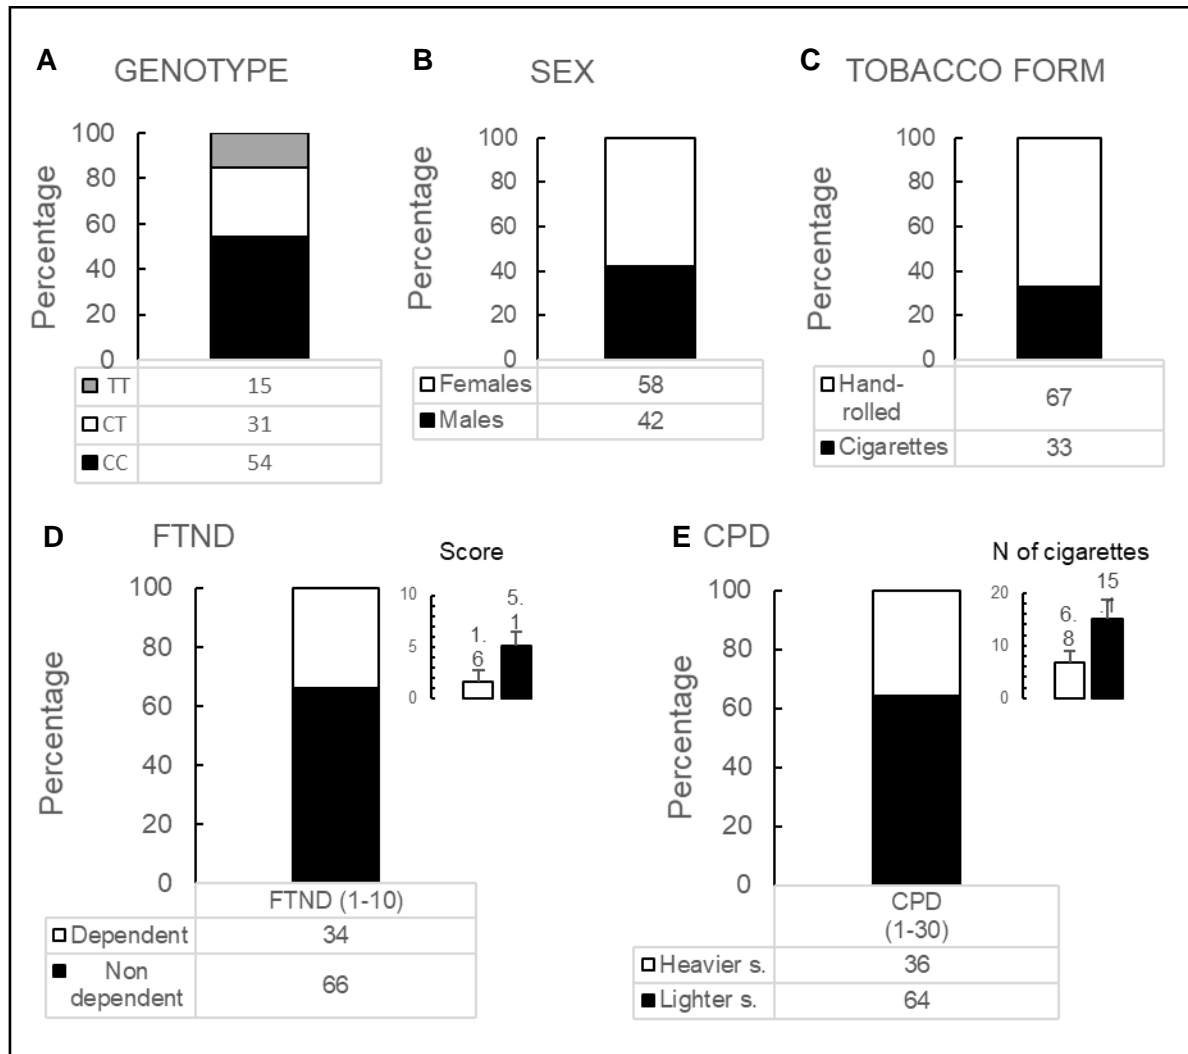 A GENOTYPE
Percentage
100
80
60
40
20
0
TT 15
CT 31
CC 54
B SEX
Percentage
100
80
60
40
20
0
Females 58
Males 42
C TOBACCO FORM
Percentage
100
80
60
40
20
0
Hand-
rolled 67
Cigarettes 33
D FTND
Percentage
100
80
60
40
20
0
Score
10
5
0
1.
6
5.
1
FTND (1-10)
Dependent 34
Non
dependent 66
E CPD
Percentage
100
80
60
40
20
0
N of cigarettes
20
10
0
6.
8
15
.1
CPD
(1-30)
Heavier s. 36
Lighter s. 64